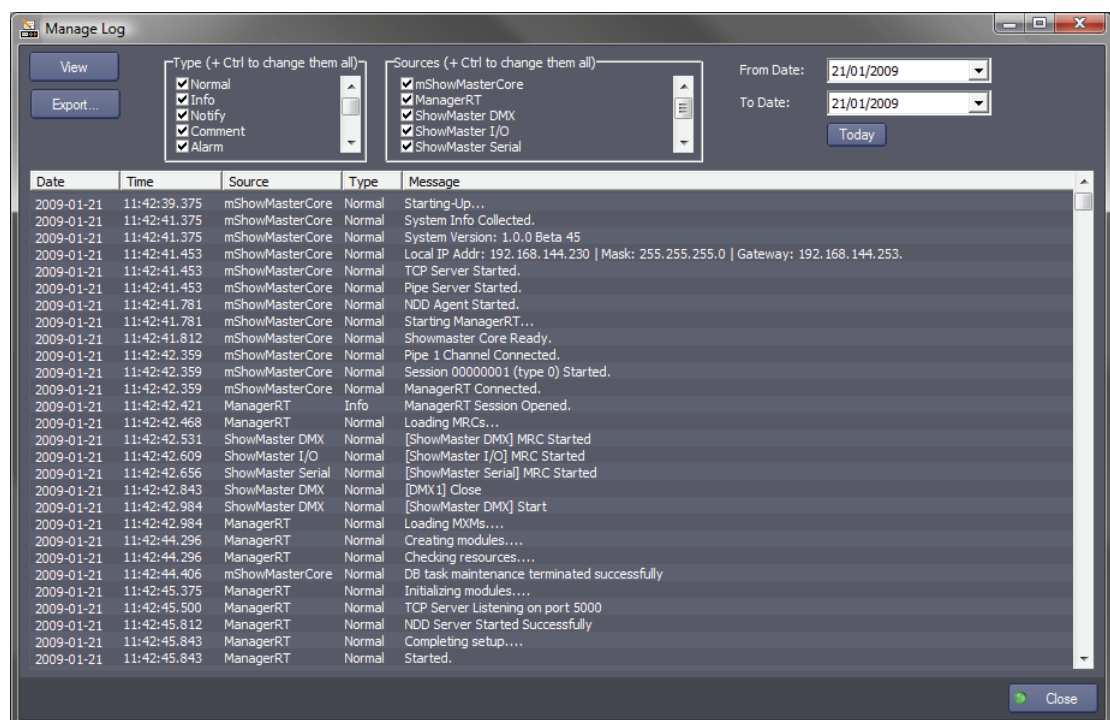 Manage Log
View
Export...
Type (+ Ctrl to change them all)
Normal
Info
Notify
Comment
Alarm
Sources (+ Ctrl to change them all)
mShowMasterCore
ManagerRT
ShowMaster DMX
ShowMaster I/O
ShowMaster Serial
From Date: 21/01/2009
To Date: 21/01/2009
Today
Date Time Source Type Message
2009-01-21 11:42:39.375 mShowMasterCore Normal Starting-Up...
2009-01-21 11:42:41.375 mShowMasterCore Normal System Info Collected.
2009-01-21 11:42:41.375 mShowMasterCore Normal System Version: 1.0.0 Beta 45
2009-01-21 11:42:41.453 mShowMasterCore Normal Local IP Addr: 192.168.144.230 | Mask: 255.255.255.0 | Gateway: 192.168.144.253.
2009-01-21 11:42:41.453 mShowMasterCore Normal TCP Server Started.
2009-01-21 11:42:41.453 mShowMasterCore Normal Pipe Server Started.
2009-01-21 11:42:41.781 mShowMasterCore Normal NDD Agent Started.
2009-01-21 11:42:41.781 mShowMasterCore Normal Starting ManagerRT...
2009-01-21 11:42:41.812 mShowMasterCore Normal Showmaster Core Ready.
2009-01-21 11:42:42.359 mShowMasterCore Normal Pipe 1 Channel Connected.
2009-01-21 11:42:42.359 mShowMasterCore Normal Session 00000001 (type 0) Started.
2009-01-21 11:42:42.359 mShowMasterCore Normal ManagerRT Connected.
2009-01-21 11:42:42.421 ManagerRT Info ManagerRT Session Opened.
2009-01-21 11:42:42.468 ManagerRT Normal Loading MRCs...
2009-01-21 11:42:42.531 ShowMaster DMX Normal [ShowMaster DMX] MRC Started
2009-01-21 11:42:42.609 ShowMaster I/O Normal [ShowMaster I/O] MRC Started
2009-01-21 11:42:42.656 ShowMaster Serial Normal [ShowMaster Serial] MRC Started
2009-01-21 11:42:42.843 ShowMaster DMX Normal [DMX1] Close
2009-01-21 11:42:42.984 ShowMaster DMX Normal [ShowMaster DMX] Start
2009-01-21 11:42:42.984 ManagerRT Normal Loading MXMs....
2009-01-21 11:42:44.296 ManagerRT Normal Creating modules....
2009-01-21 11:42:44.296 ManagerRT Normal Checking resources....
2009-01-21 11:42:44.406 mShowMasterCore Normal DB task maintenance terminated successfully
2009-01-21 11:42:45.375 ManagerRT Normal Initializing modules....
2009-01-21 11:42:45.500 ManagerRT Normal TCP Server Listening on port 5000
2009-01-21 11:42:45.812 ManagerRT Normal NDD Server Started Successfully
2009-01-21 11:42:45.843 ManagerRT Normal Completing setup....
2009-01-21 11:42:45.843 ManagerRT Normal Started.
Close